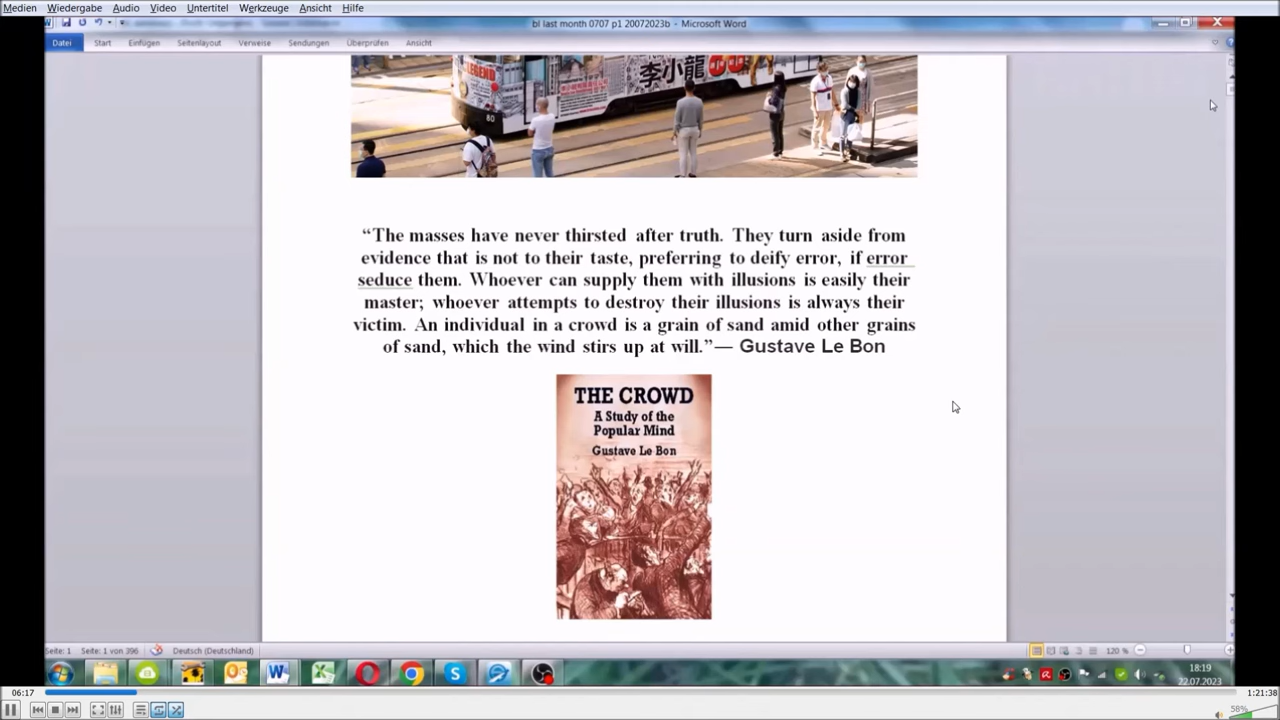 Medien Wiedergabe Audio Video Untertitel Werkzeuge Ansicht Hilfe
bl last month 0707 p1 20072023b - Microsoft Word
Datei Start Einfügen Seitenlayout Verweise Sendungen Überprüfen Ansicht
LEGEND
李小龍
80
“The masses have never thirsted after truth. They turn aside from
evidence that is not to their taste, preferring to deify error, if error
seduce them. Whoever can supply them with illusions is easily their
master; whoever attempts to destroy their illusions is always their
victim. An individual in a crowd is a grain of sand amid other grains
of sand, which the wind stirs up at will.”— Gustave Le Bon
THE CROWD
A Study of the
Popular Mind
Gustave Le Bon
Seite: 1 Seite: 1 von 396 Deutsch (Deutschland) 120 %
18:19
22.07.2023
06:17 1:21:38
58%